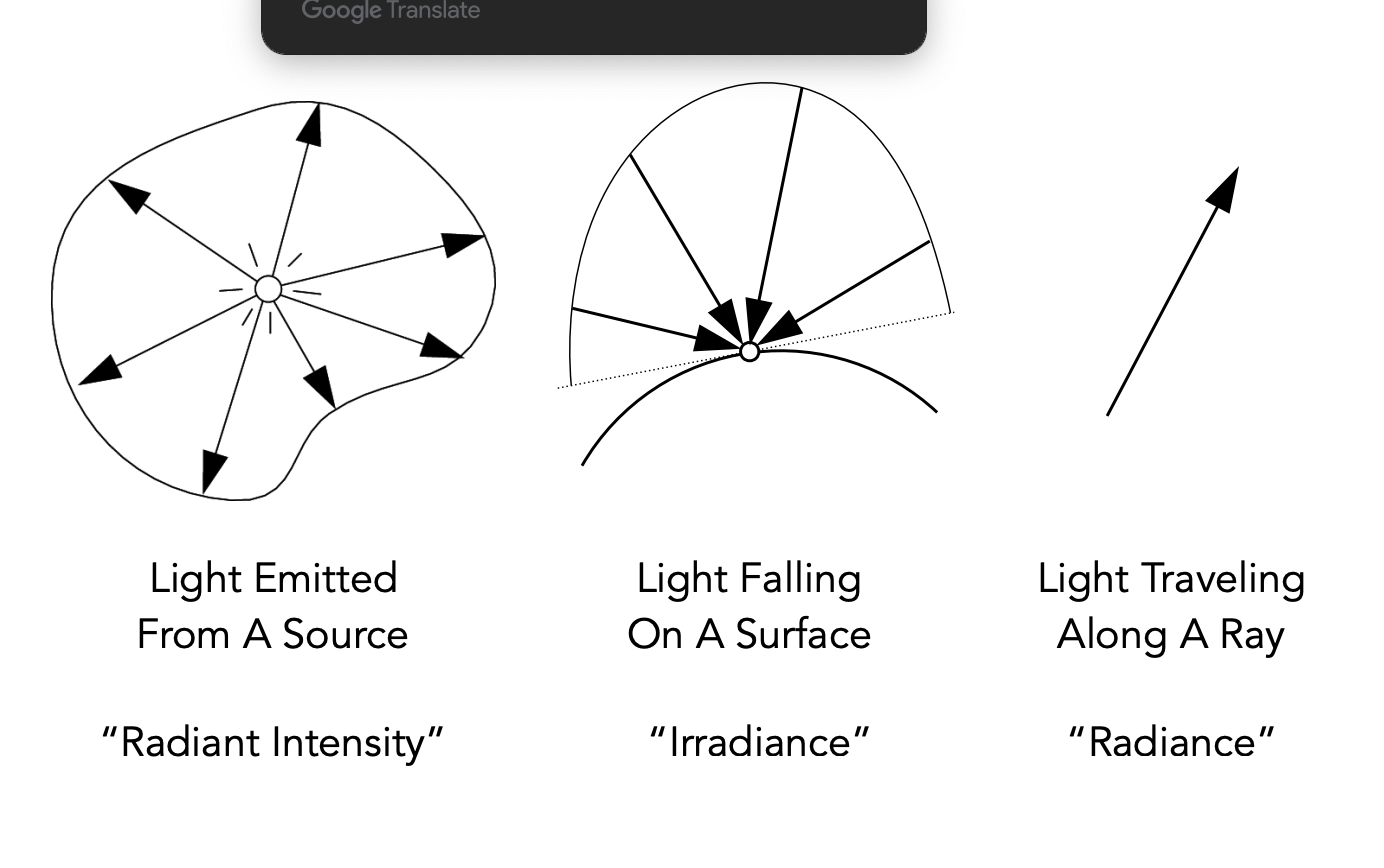 Google Translate
Light Emitted
From A Source
"Radiant Intensity"
Light Falling
On A Surface
"Irradiance"
Light Traveling
Along A Ray
"Radiance"